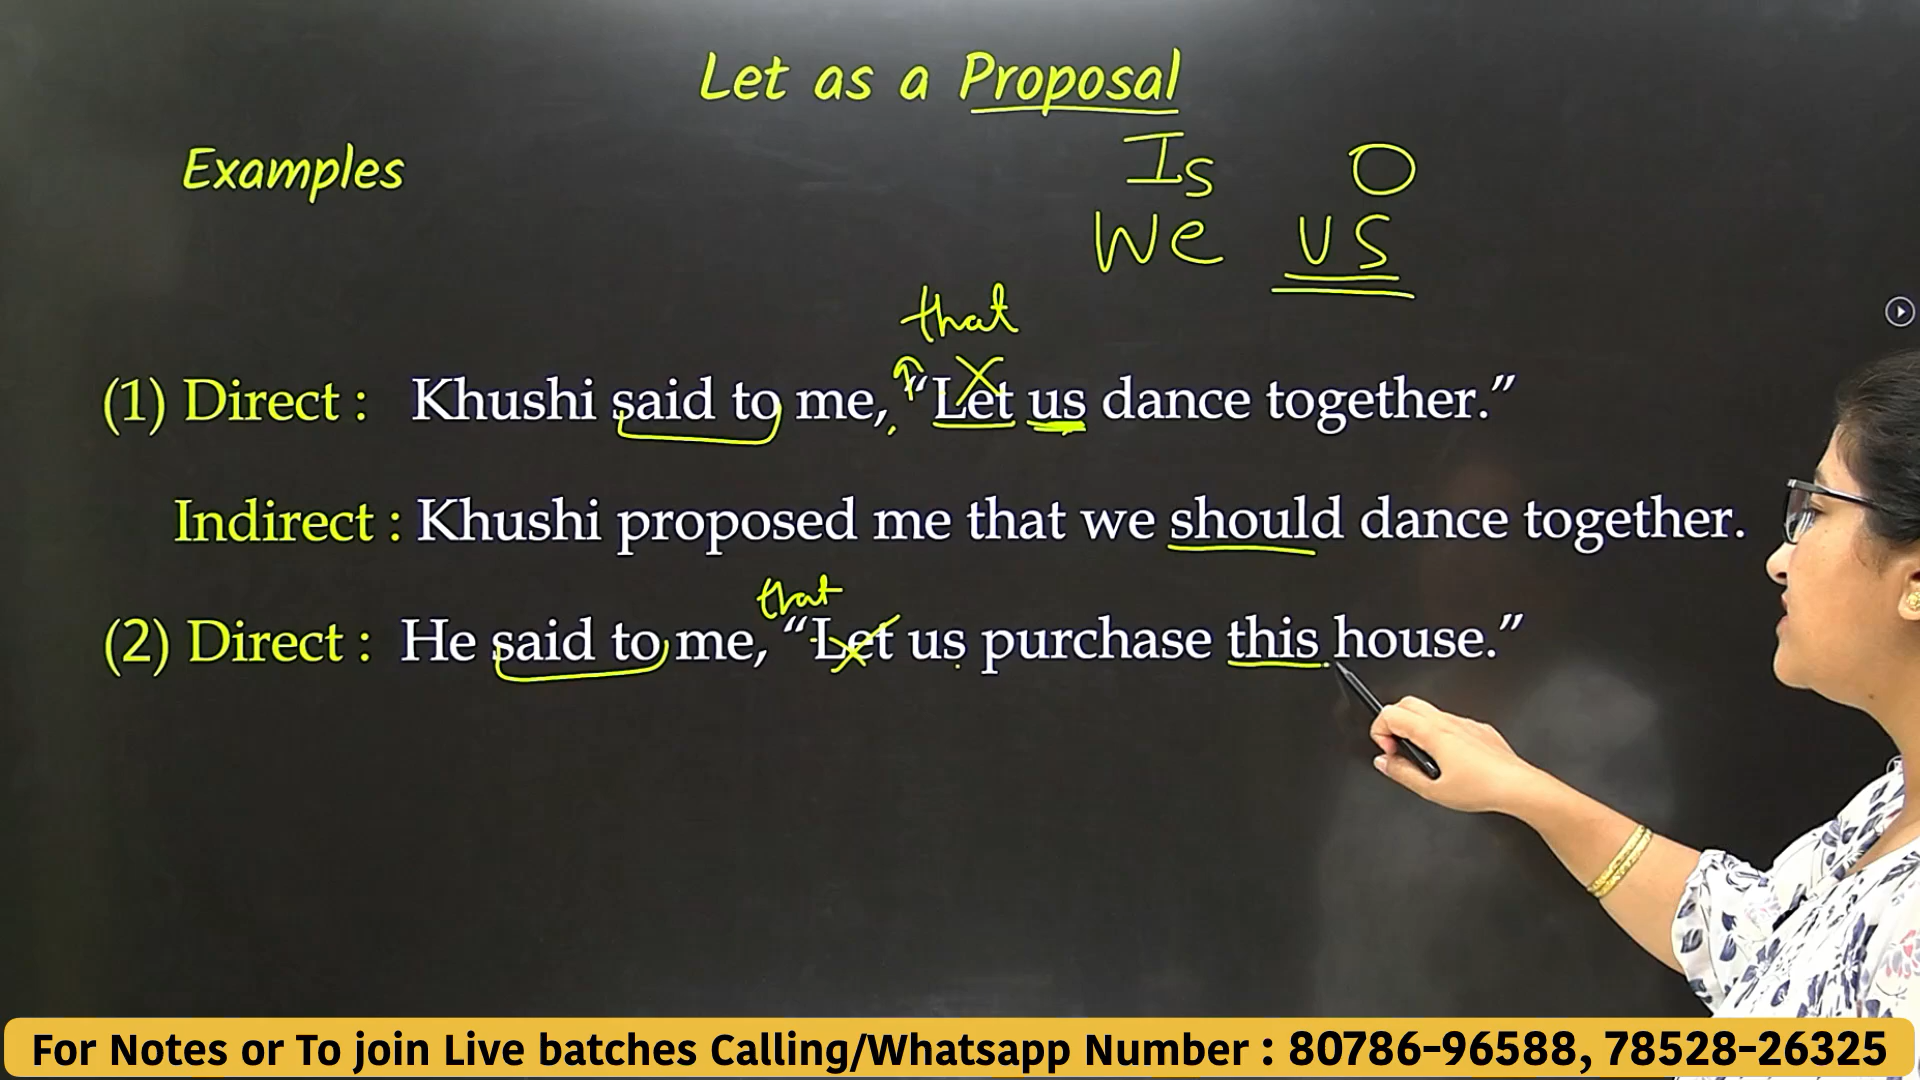 Let as a Proposal
Examples
Is O
We us
that
(1) Direct : Khushi said to me, “Let us dance together.”
Indirect : Khushi proposed me that we should dance together.
that
(2) Direct : He said to me, “Let us purchase this house.”
For Notes or To join Live batches Calling/Whatsapp Number : 80786-96588, 78528-26325